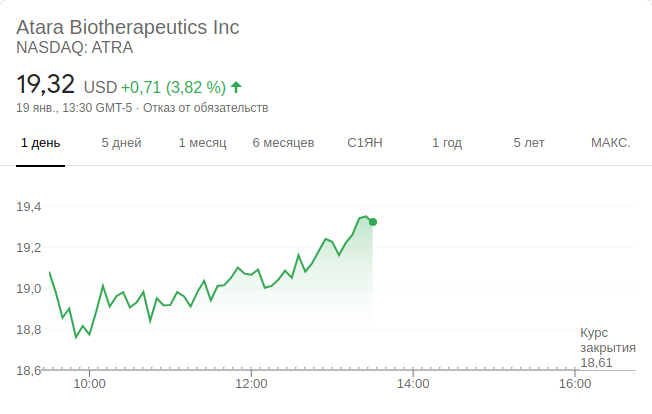 Atara Biotherapeutics Inc
NASDAQ: ATRA
19,32 USD +0,71 (3,82 %)
19 янв., 13:30 GMT-5 · Отказ от обязательств
1 день 5 дней 1 месяц 6 месяцев С1ЯН 1 год 5 лет МАКС.
19,4
19,2
19,0
18,8
18,6
Курс
закрытия
18,61
10:00 12:00 14:00 16:00